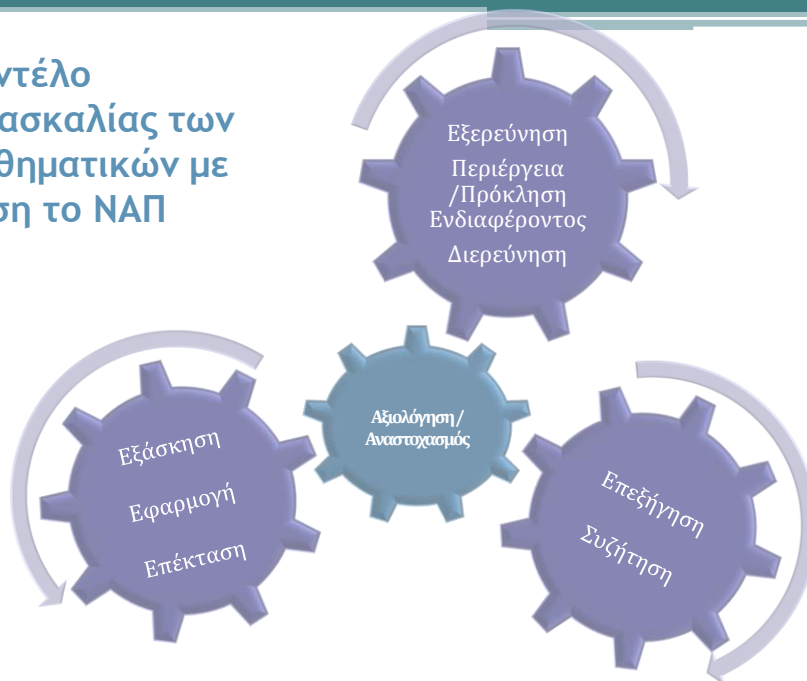 ντέλο
ασκαλίας των
θηματικών με
ση το ΝΑΠ
Εξερεύνηση
Περιέργεια
/Πρόκληση
Ενδιαφέροντος
Διερεύνηση
Αξιολόγηση /
Αναστοχασμός
Εξάσκηση
Εφαρμογή
Επέκταση
Επεξήγηση
Συζήτηση